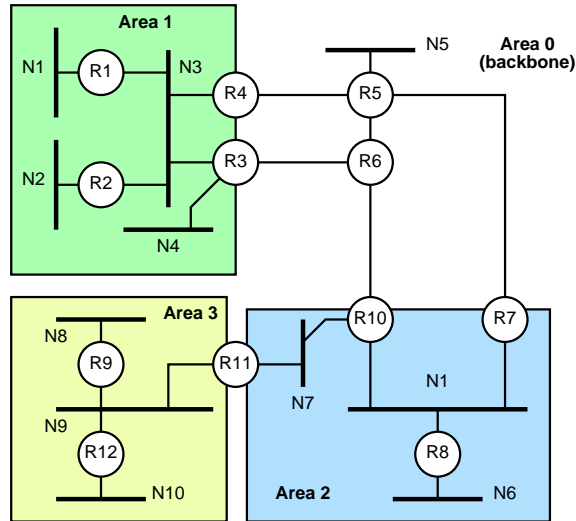 Area 1
N5
Area 0
(backbone)
N1
R1
N3
R4
R5
N2
R2
R3
R6
N4
Area 3
N8
R10
R7
R9
R11
N1
N7
N9
R12
R8
N10
Area 2
N6